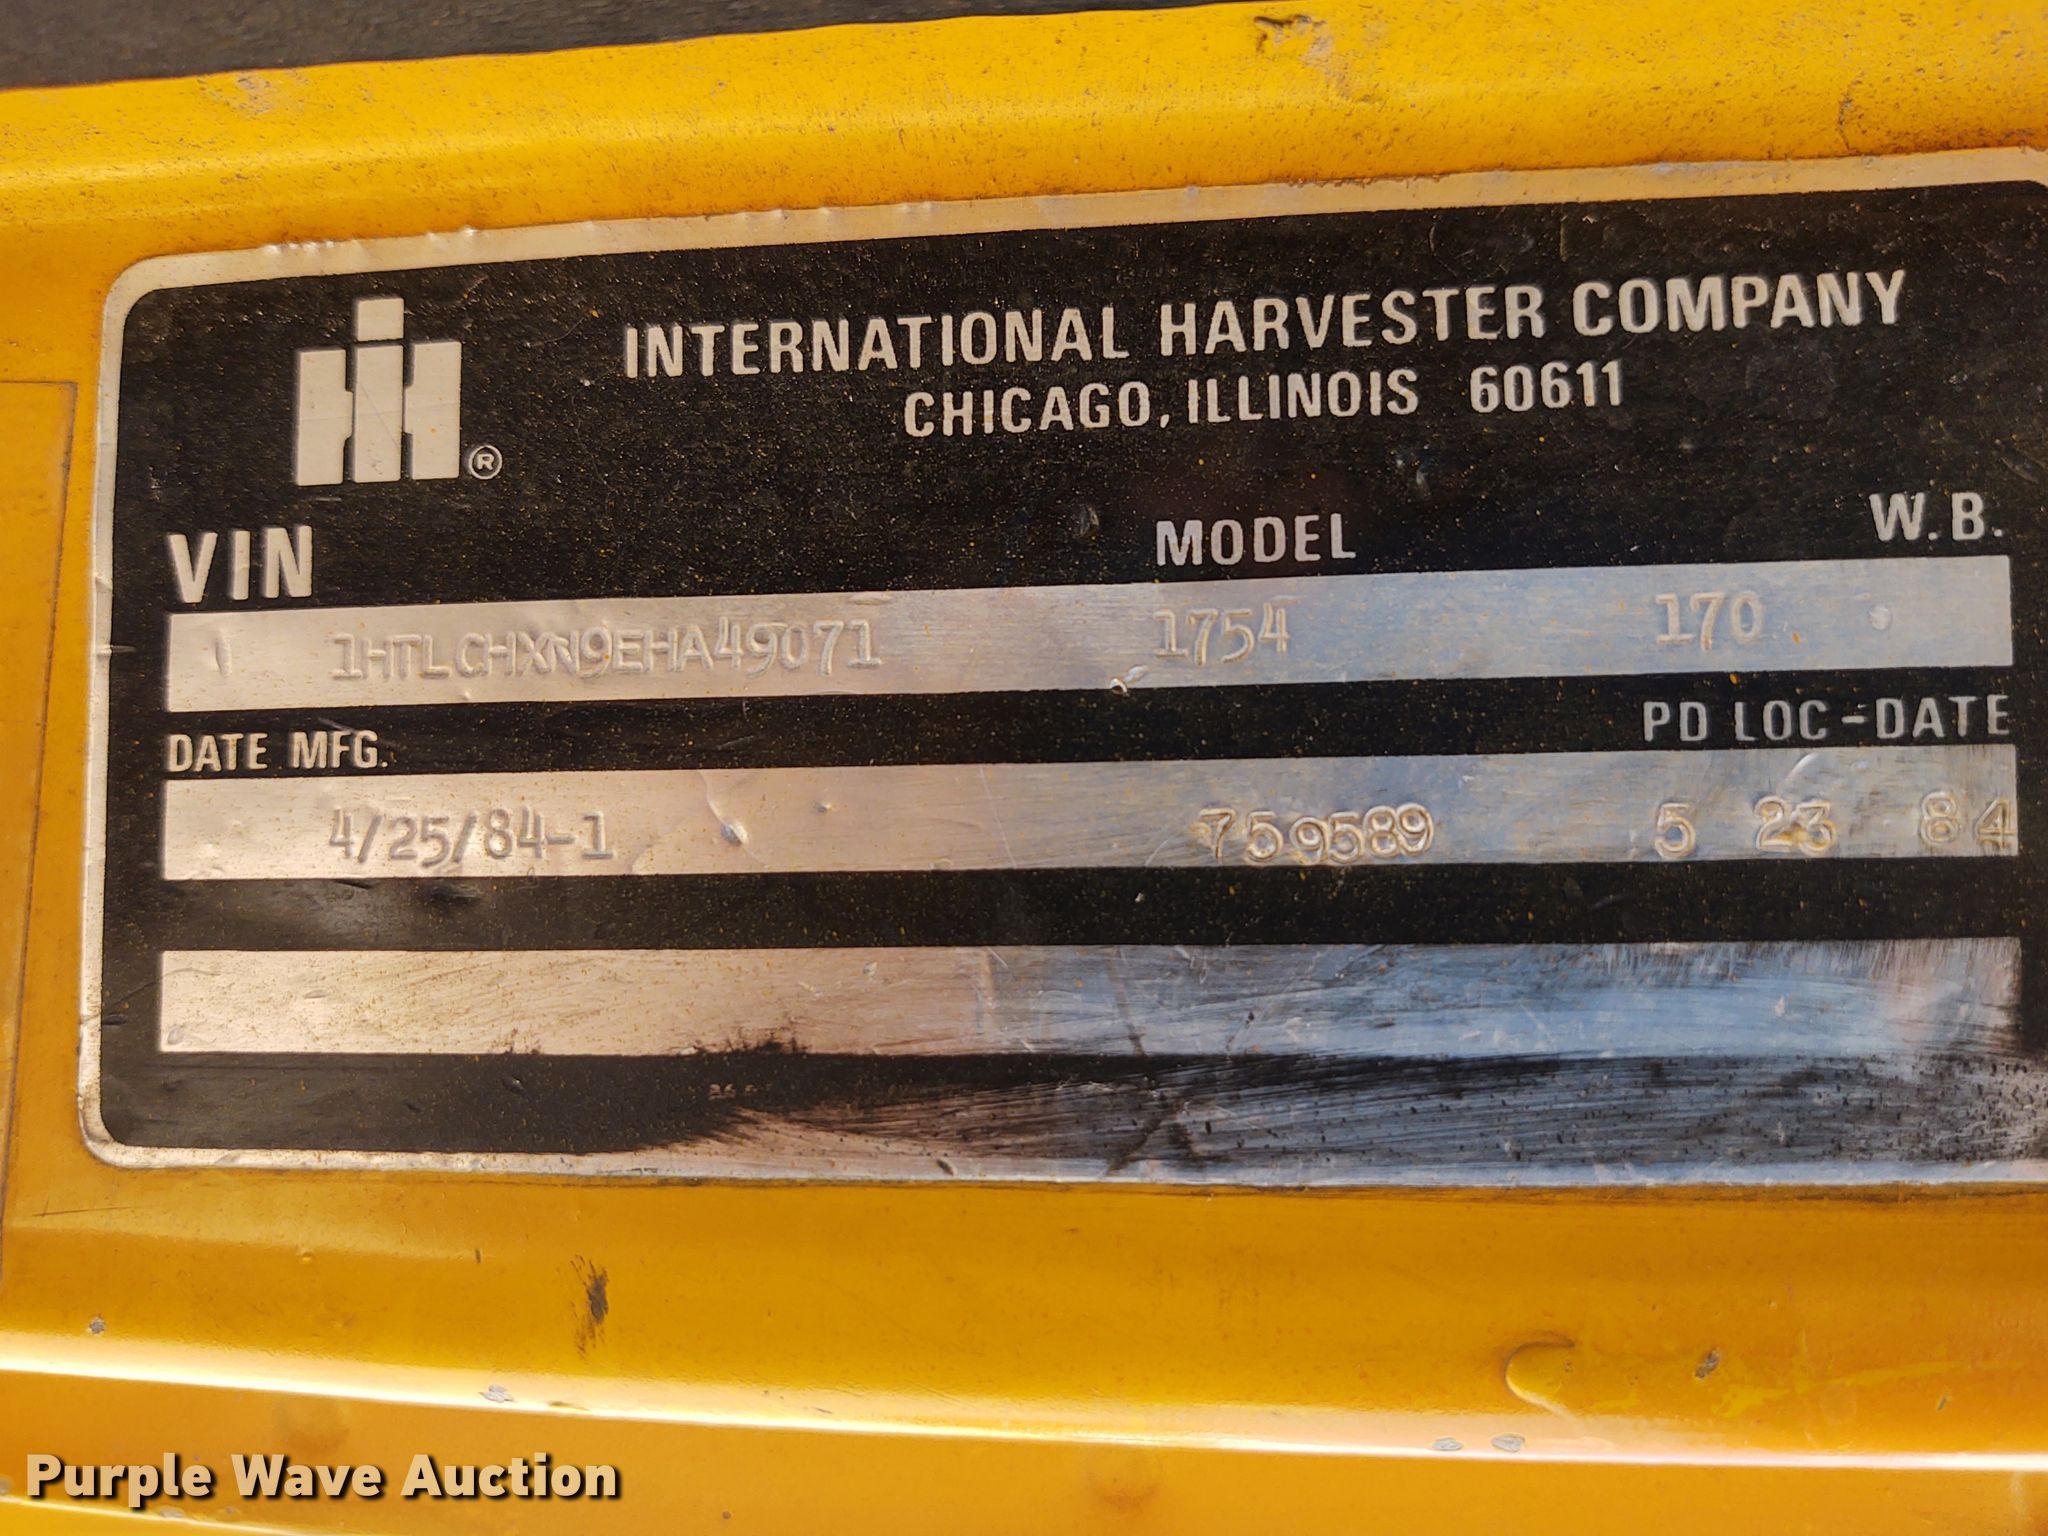 IH ®
INTERNATIONAL HARVESTER COMPANY
CHICAGO, ILLINOIS 60611
VIN MODEL W.B.
1HTLCHXN9EHA49071 1754 170
DATE MFG. PD LOC-DATE
4/25/84-1 759589 5 23 84
Purple Wave Auction